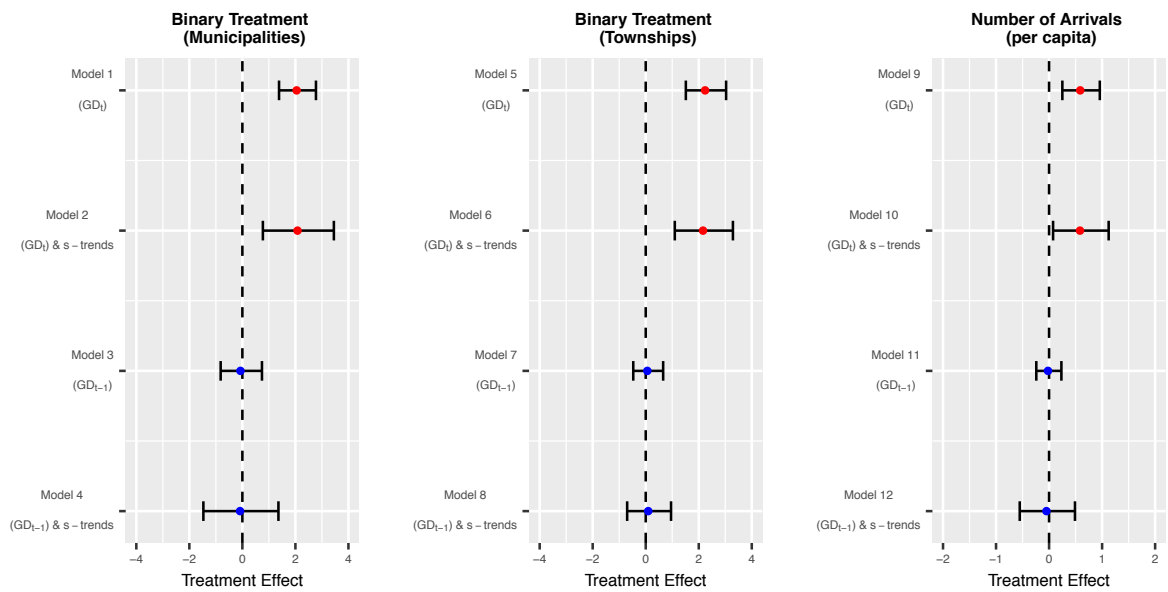 Binary Treatment
(Municipalities)
Model 1
(GDt)
Model 2
(GDt) & s−trends
Model 3
(GDt−1)
Model 4
(GDt−1) & s−trends
−4 −2 0 2 4
Treatment Effect
Binary Treatment
(Townships)
Model 5
(GDt)
Model 6
(GDt) & s−trends
Model 7
(GDt−1)
Model 8
(GDt−1) & s−trends
−4 −2 0 2 4
Treatment Effect
Number of Arrivals
(per capita)
Model 9
(GDt)
Model 10
(GDt) & s−trends
Model 11
(GDt−1)
Model 12
(GDt−1) & s−trends
−2 −1 0 1 2
Treatment Effect